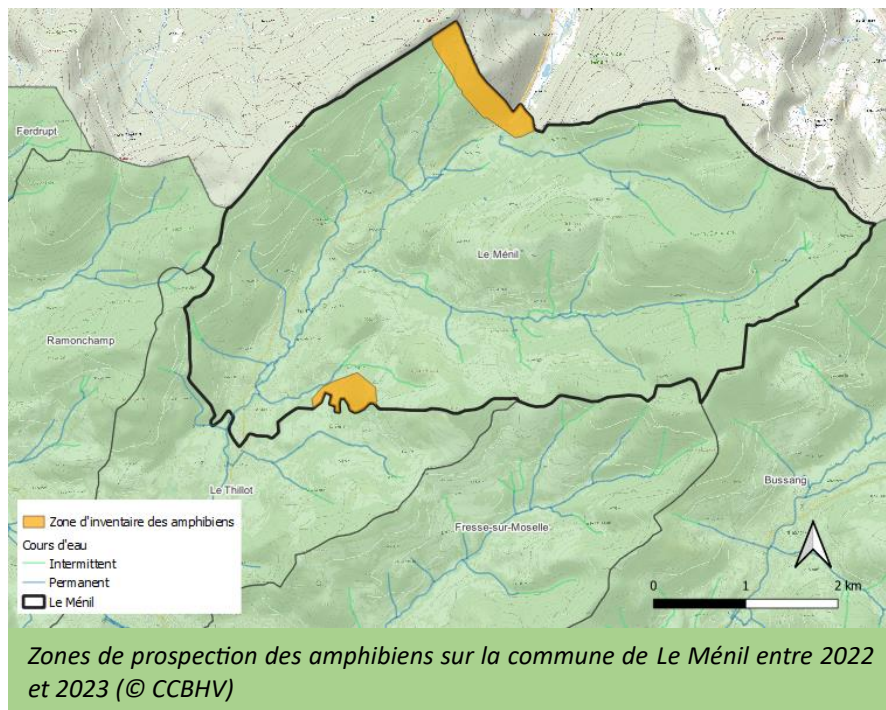 Ferdrupt
Le Ménil
Ramonchamp
Le Thillot
Bussang
Fresse-sur-Moselle
Zone d'inventaire des amphibiens
Cours d'eau
Intermittent
Permanent
Le Ménil
0 1 2 km
Zones de prospection des amphibiens sur la commune de Le Ménil entre 2022
et 2023 (© CCBHV)